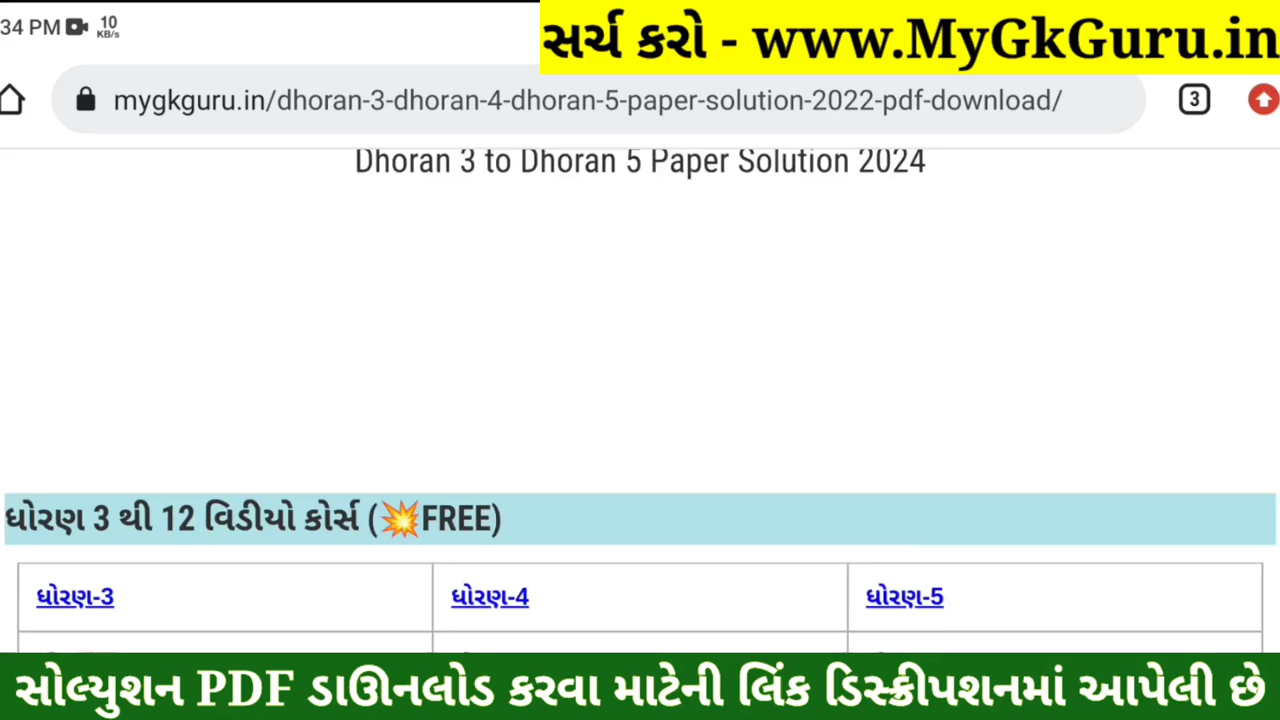 34 PM 10 KB/s
સર્ચ કરો - www.MyGkGuru.in
mygkguru.in/dhoran-3-dhoran-4-dhoran-5-paper-solution-2022-pdf-download/ 3
Dhoran 3 to Dhoran 5 Paper Solution 2024
ધોરણ 3 થી 12 વિડીયો કોર્સ (💥FREE)
ધોરણ-3 ધોરણ-4 ધોરણ-5
સોલ્યુશન PDF ડાઊનલોડ કરવા માટેની લિંક ડિસ્ક્રીપશનમાં આપેલી છે